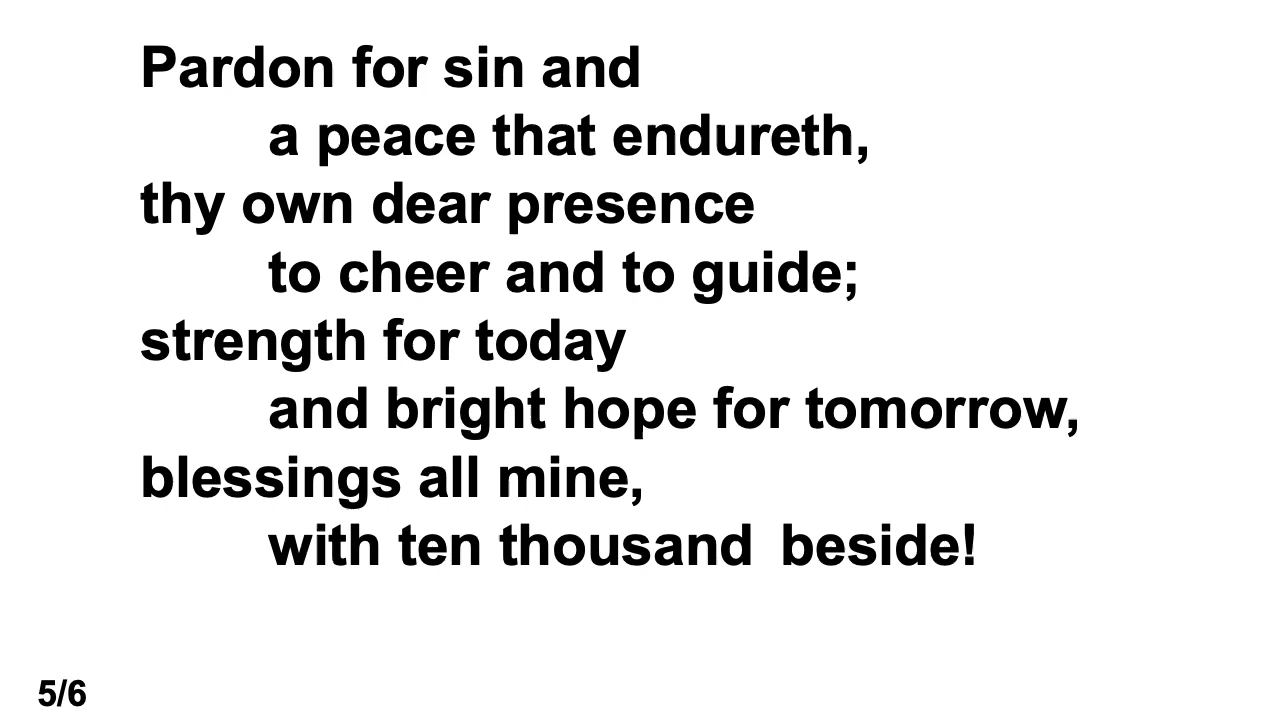 Pardon for sin and
a peace that endureth,
thy own dear presence
to cheer and to guide;
strength for today
and bright hope for tomorrow,
blessings all mine,
with ten thousand beside!
5/6